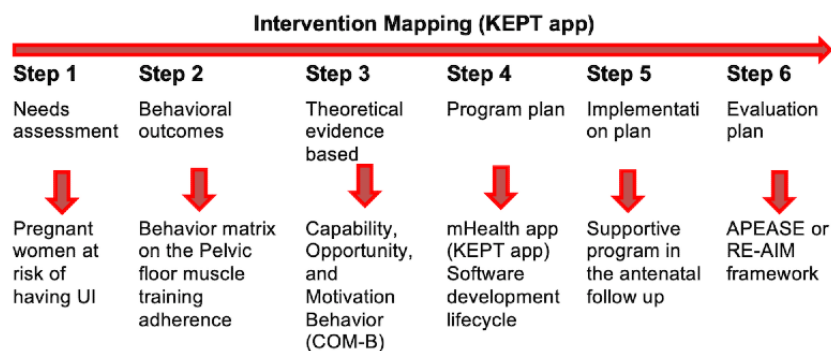 Intervention Mapping (KEPT app)
Step 1
Step 2
Step 3
Step 4
Step 5
Step 6
Needs
assessment
Behavioral
outcomes
Theoretical
evidence
based
Program plan
Implementati
on plan
Evaluation
plan
Pregnant
women at
risk of
having UI
Behavior matrix
on the Pelvic
floor muscle
training
adherence
Capability,
Opportunity,
and
Motivation
Behavior
(COM-B)
mHealth app
(KEPT app)
Software
development
lifecycle
Supportive
program in
the antenatal
follow up
APEASE or
RE-AIM
framework